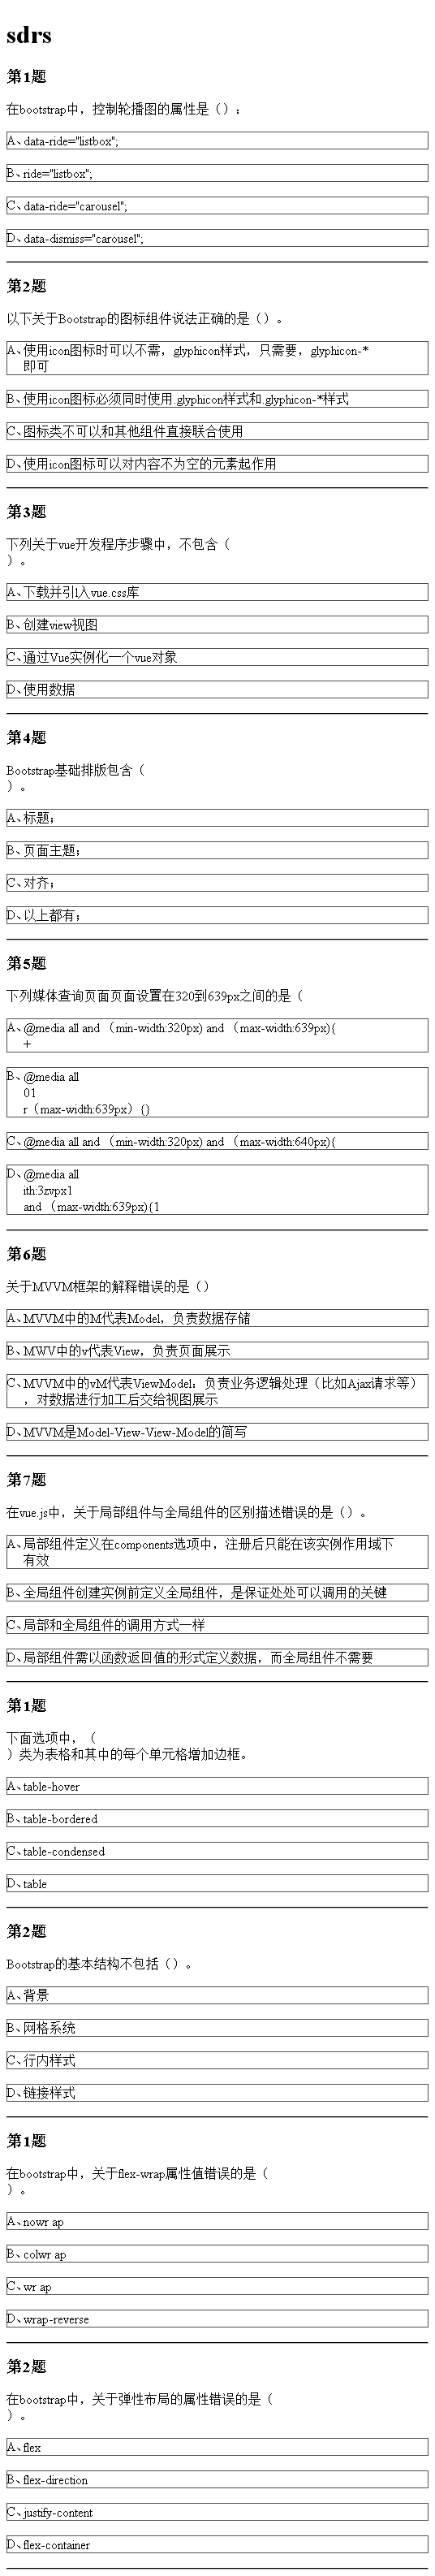 sdrs
第1题
在bootstrap中，控制轮播图的属性是（）：
A、data-ride="listbox";
B、ride="listbox";
C、data-ride="carousel";
D、data-dismiss="carousel";
第2题
以下关于Bootstrap的图标组件说法正确的是（）。
A、使用icon图标时可以不需，glyphicon样式，只需要，glyphicon-*
即可
B、使用icon图标必须同时使用.glyphicon样式和.glyphicon-*样式
C、图标类不可以和其他组件直接联合使用
D、使用icon图标可以对内容不为空的元素起作用
第3题
下列关于vue开发程序步骤中，不包含（
）。
A、下载并引入vue.css库
B、创建view视图
C、通过Vue实例化一个vue对象
D、使用数据
第4题
Bootstrap基础排版包含（
）。
A、标题；
B、页面主题；
C、对齐；
D、以上都有；
第5题
下列媒体查询页面页面设置在320到639px之间的是（
A、@media all and （min-width:320px) and （max-width:639px){
+
B、@media all
01
r（max-width:639px）{}
C、@media all and （min-width:320px) and （max-width:640px){
D、@media all
ith:3zvpx1
and （max-width:639px){1
第6题
关于MVVM框架的解释错误的是（）
A、MVVM中的M代表Model，负责数据存储
B、MWV中的v代表View，负责页面展示
C、MVVM中的vM代表ViewModel：负责业务逻辑处理（比如Ajax请求等）
，对数据进行加工后交给视图展示
D、MVVM是Model-View-View-Model的简写
第7题
在vue.js中，关于局部组件与全局组件的区别描述错误的是（）。
A、局部组件定义在components选项中，注册后只能在该实例作用域下
有效
B、全局组件创建实例前定义全局组件，是保证处处可以调用的关键
C、局部和全局组件的调用方式一样
D、局部组件需以函数返回值的形式定义数据，而全局组件不需要
第1题
下面选项中，（
）类为表格和其中的每个单元格增加边框。
A、table-hover
B、table-bordered
C、table-condensed
D、table
第2题
Bootstrap的基本结构不包括（）。
A、背景
B、网格系统
C、行内样式
D、链接样式
第1题
在bootstrap中，关于flex-wrap属性值错误的是（
）。
A、nowr ap
B、colwr ap
C、wr ap
D、wrap-reverse
第2题
在bootstrap中，关于弹性布局的属性错误的是（
）。
A、flex
B、flex-direction
C、justify-content
D、flex-container